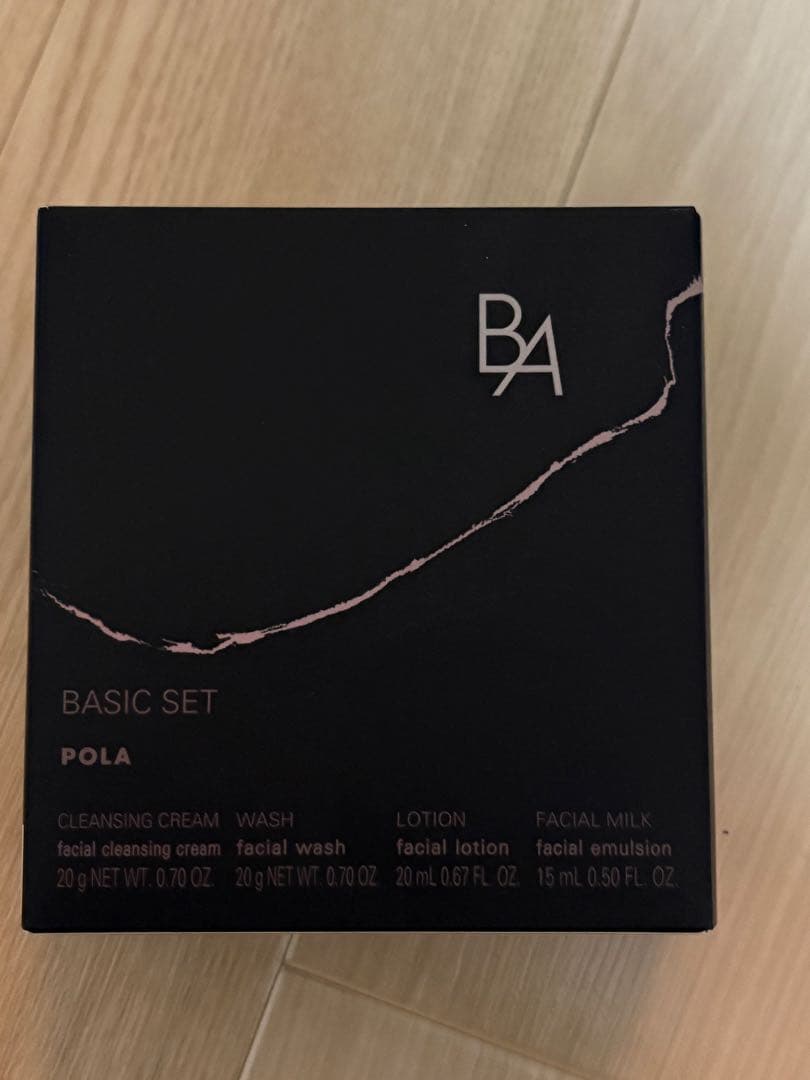 BA
BASIC SET
POLA
CLEANSING CREAM WASH LOTION FACIAL MILK
facial cleansing cream facial wash facial lotion facial emulsion
20 g NET WT. 0.70 OZ. 20 g NET WT. 0.70 OZ. 20 mL 0.67 FL. OZ. 15 mL 0.50 FL. OZ.